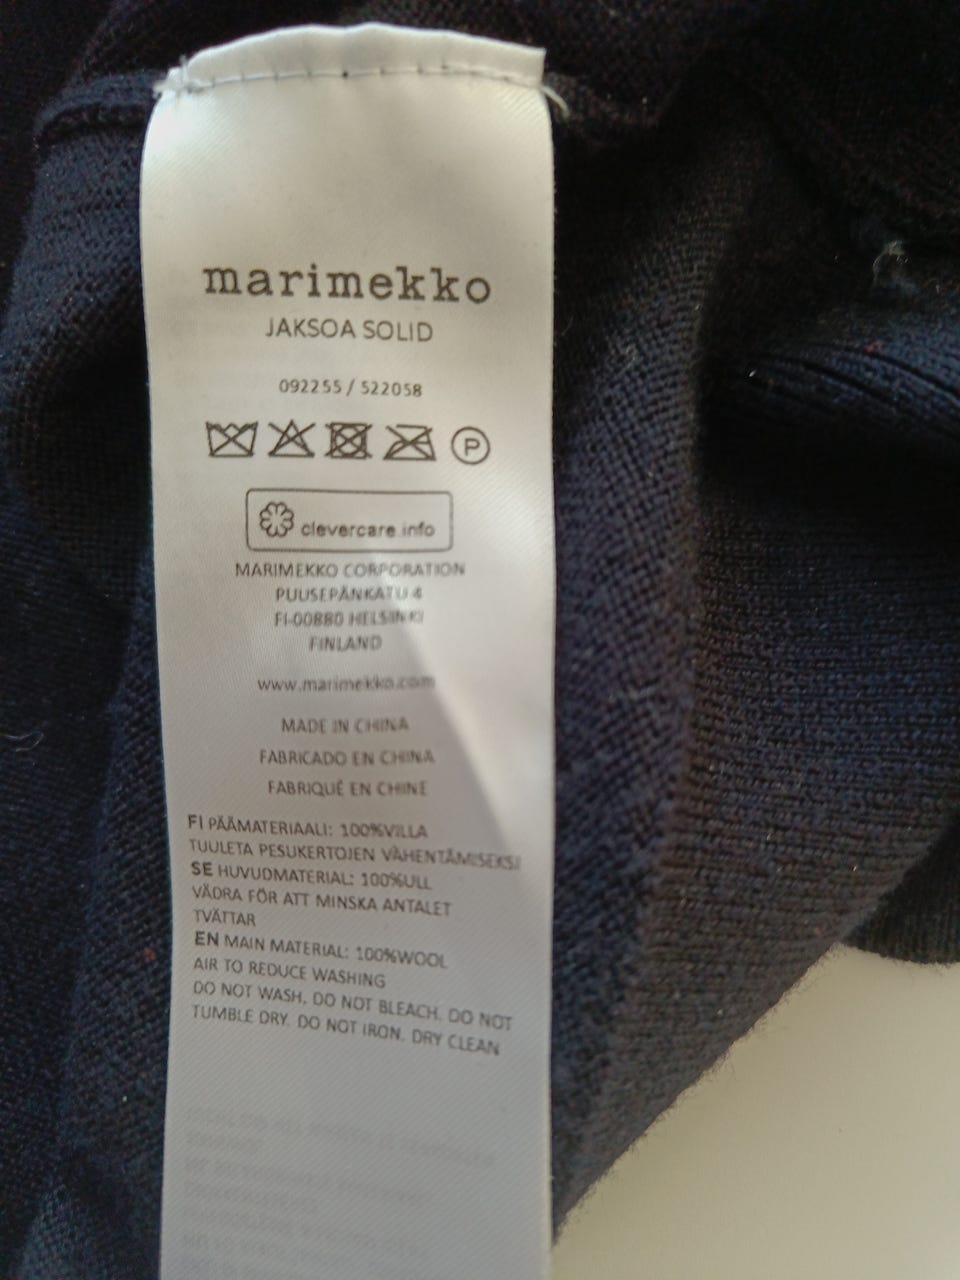 marimekko
JAKSOA SOLID
092255 / 522058
P
clevercare.info
MARIMEKKO CORPORATION
PUUSEPÄNKATU 4
FI-00880 HELSINKI
FINLAND
www.marimekko.com
MADE IN CHINA
FABRICADO EN CHINA
FABRIQUÉ EN CHINE
FI PÄÄMATERIAALI: 100%VILLA
TUULETA PESUKERTOJEN VÄHENTÄMISEKSI
SE HUVUDMATERIAL: 100%ULL
VÄDRA FÖR ATT MINSKA ANTALET
TVÄTTAR
EN MAIN MATERIAL: 100%WOOL
AIR TO REDUCE WASHING
DO NOT WASH. DO NOT BLEACH. DO NOT
TUMBLE DRY. DO NOT IRON. DRY CLEAN